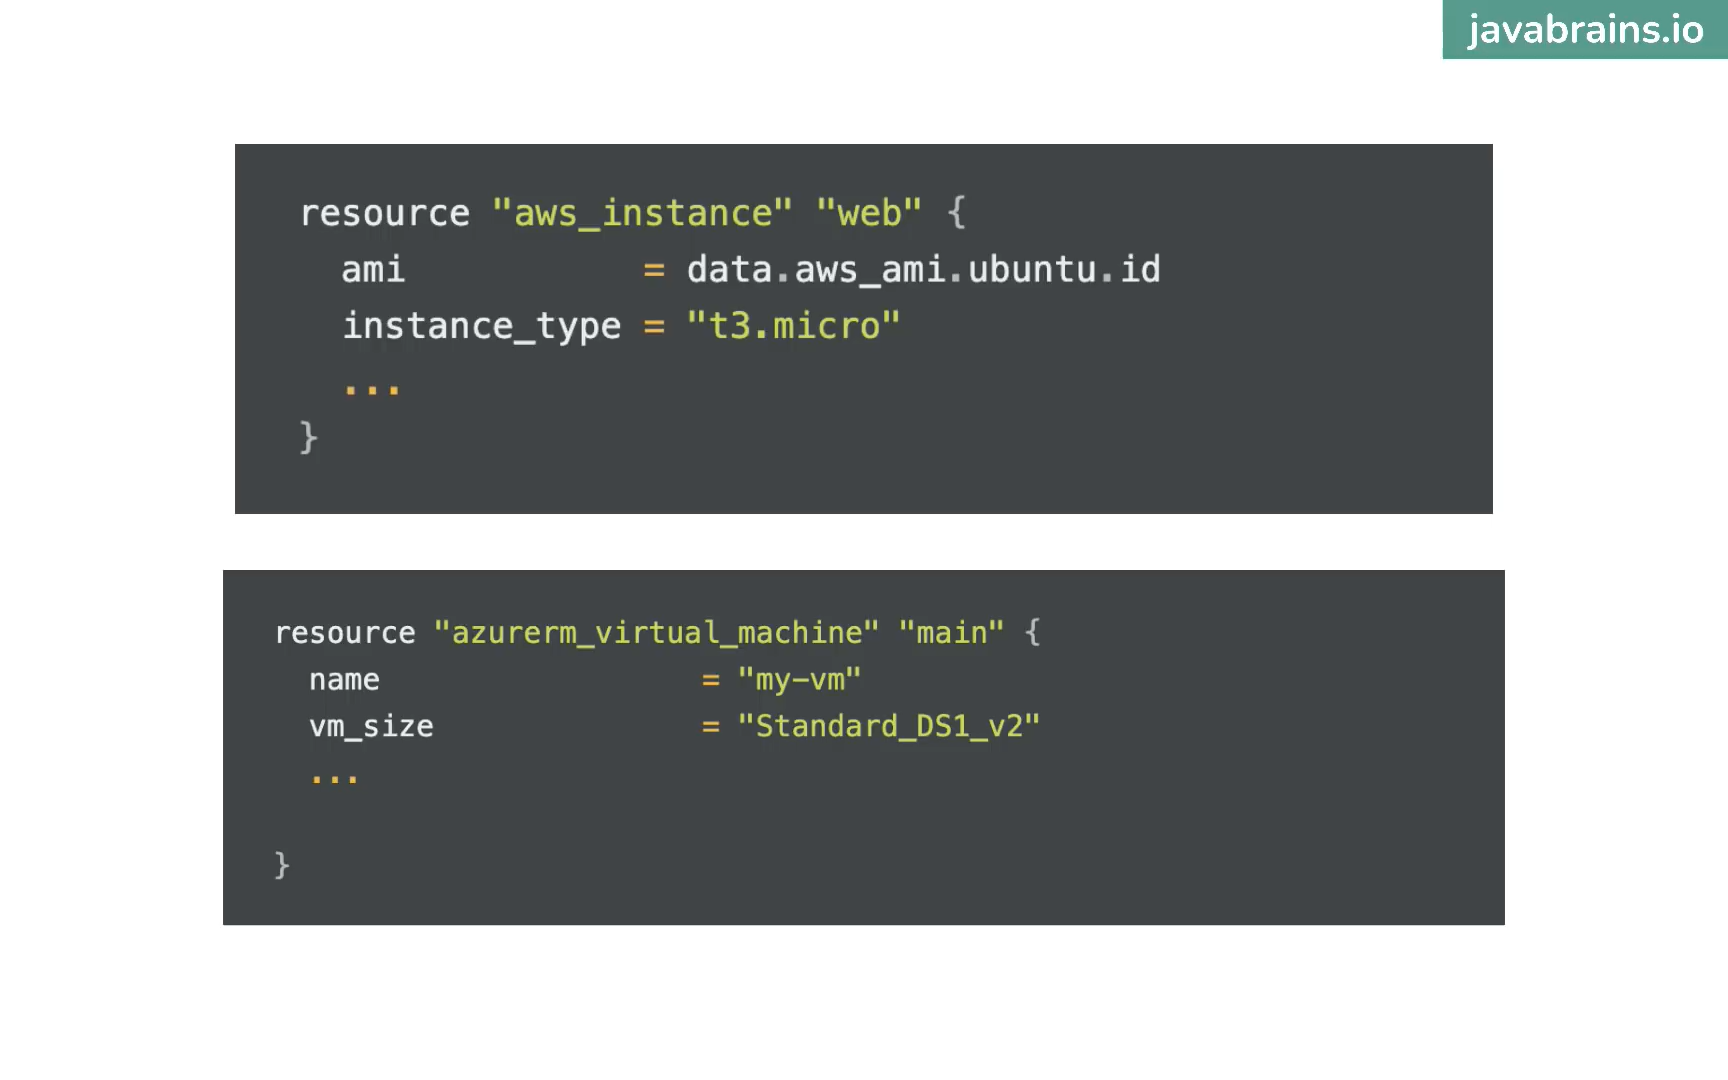 javabrains.io
resource "aws_instance" "web" {
  ami           = data.aws_ami.ubuntu.id
  instance_type = "t3.micro"
  ...
}
resource "azurerm_virtual_machine" "main" {
  name                  = "my-vm"
  vm_size               = "Standard_DS1_v2"
  ...
}